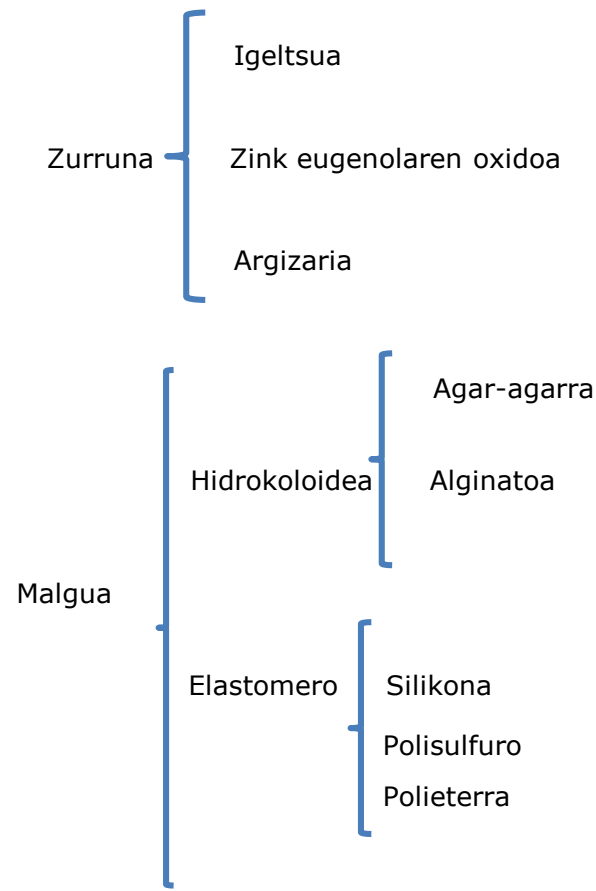 Igeltsua
Zurruna
Zink eugenolaren oxidoa
Argizaria
Agar-agarra
Hidrokoloidea
Alginatoa
Malgua
Elastomero
Silikona
Polisulfuro
Polieterra